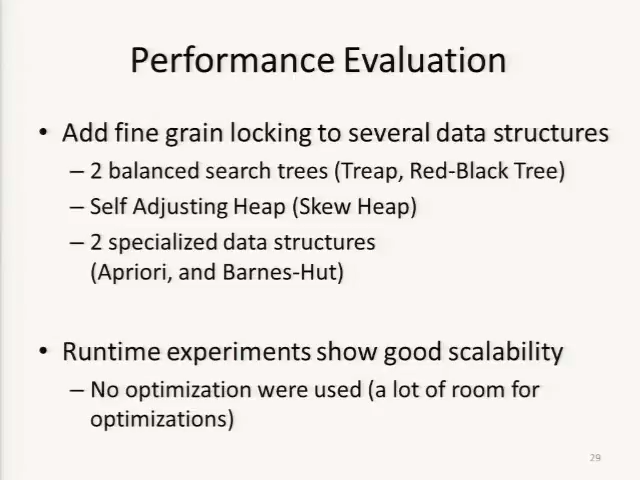 Performance Evaluation
• Add fine grain locking to several data structures
– 2 balanced search trees (Treap, Red-Black Tree)
– Self Adjusting Heap (Skew Heap)
– 2 specialized data structures
(Apriori, and Barnes-Hut)
• Runtime experiments show good scalability
– No optimization were used (a lot of room for
optimizations)
29